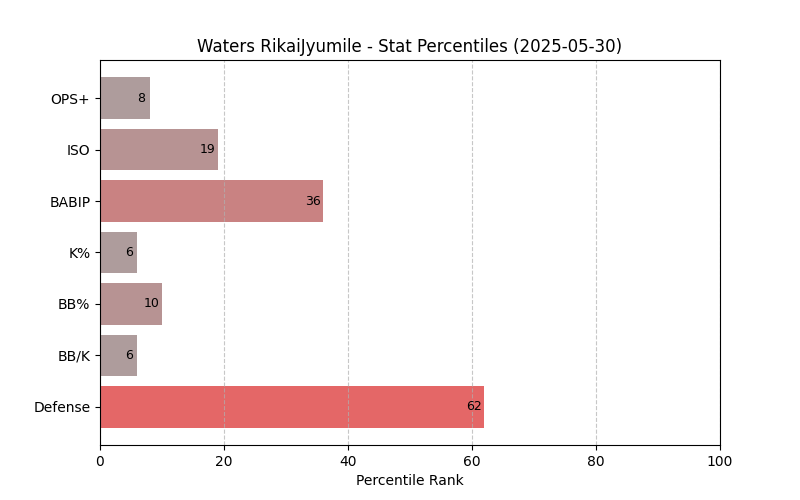 Waters RikaiJyumile - Stat Percentiles (2025-05-30)
OPS+ 8
ISO 19
BABIP 36
K% 6
BB% 10
BB/K 6
Defense 62
0 20 40 60 80 100
Percentile Rank